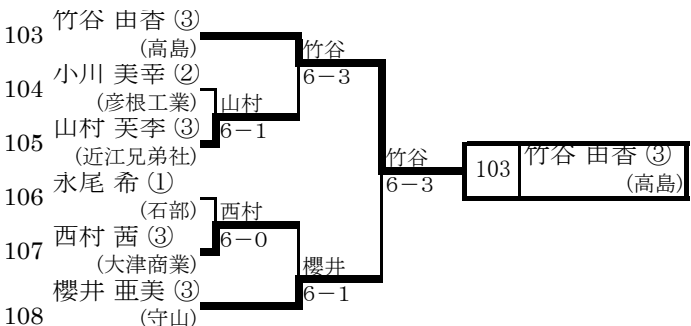 103 竹谷 由香 (③)
(高島)
104 小川 美幸 (②)
(彦根工業)
105 山村 芙李 (③)
(近江兄弟社)
106 永尾 希 (①)
(石部)
107 西村 茜 (③)
(大津商業)
108 櫻井 亜美 (③)
(守山)
山村
6-1
西村
6-0
竹谷
6-3
櫻井
6-1
竹谷
6-3
103 竹谷 由香 (③)
(高島)